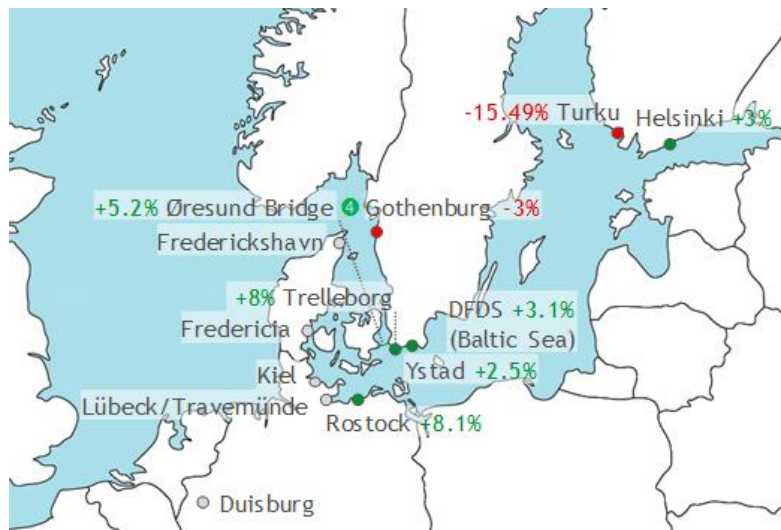 -15.49% Turku
Helsinki +3%
+5.2% Øresund Bridge 4 Gothenburg -3%
Frederickshavn
+8% Trelleborg
DFDS +3.1%
(Baltic Sea)
Fredericia
Ystad +2.5%
Kiel
Lübeck/Travemünde
Rostock +8.1%
Duisburg